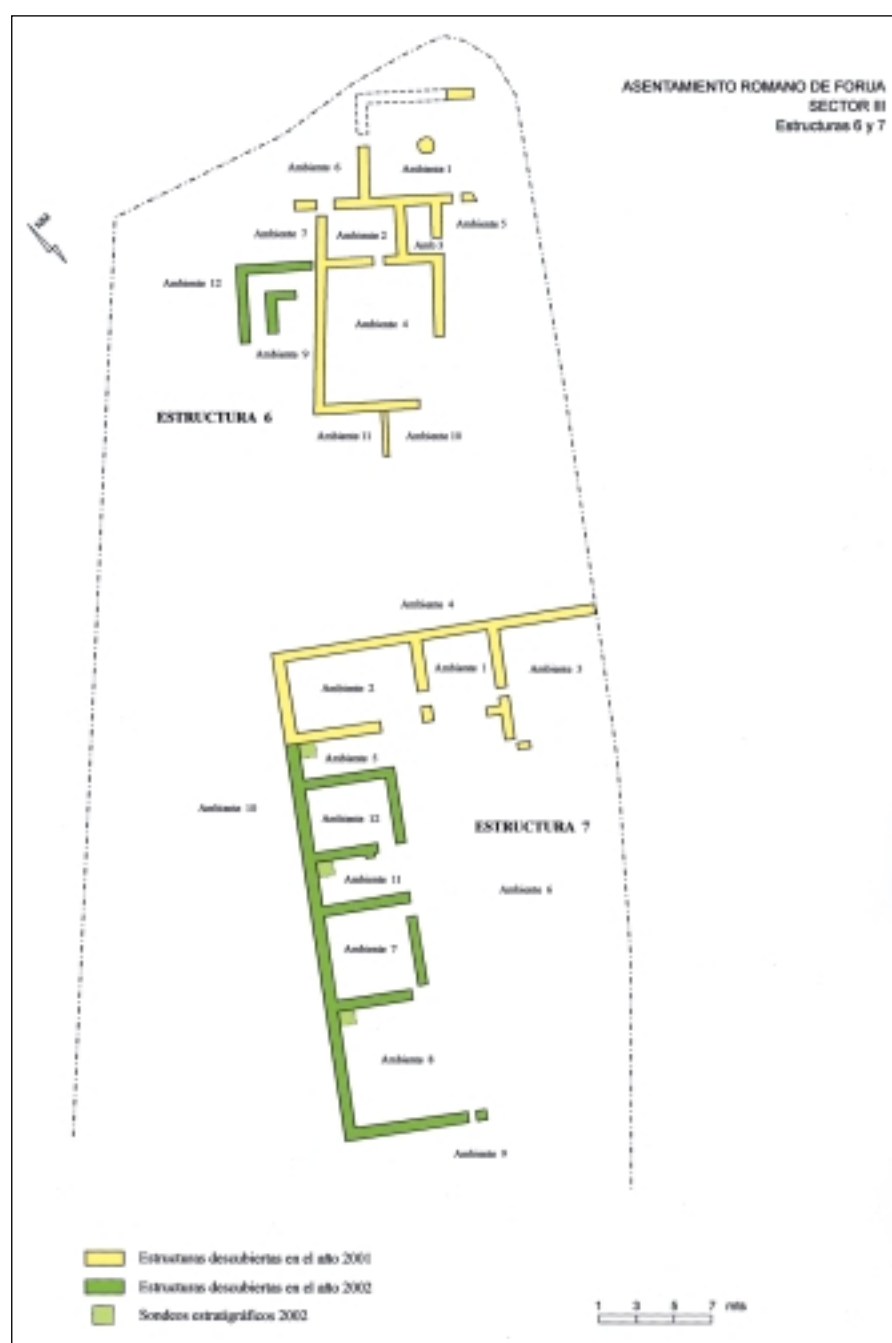 ASENTAMIENTO ROMANO DE FORUA
SECTOR III
Estructuras 6 y 7
NM
Ambiente 6
Ambiente 1
Ambiente 5
Ambiente 7
Ambiente 2
Amb 3
Ambiente 12
Ambiente 4
Ambiente 9
ESTRUCTURA 6
Ambiente 11
Ambiente 10
Ambiente 4
Ambiente 1
Ambiente 3
Ambiente 2
Ambiente 5
Ambiente 10
Ambiente 12
ESTRUCTURA 7
Ambiente 11
Ambiente 6
Ambiente 7
Ambiente 8
Ambiente 9
Estructuras descubiertas en el año 2001
Estructuras descubiertas en el año 2002
Sondeos estratigráficos 2002
1 3 5 7 mts